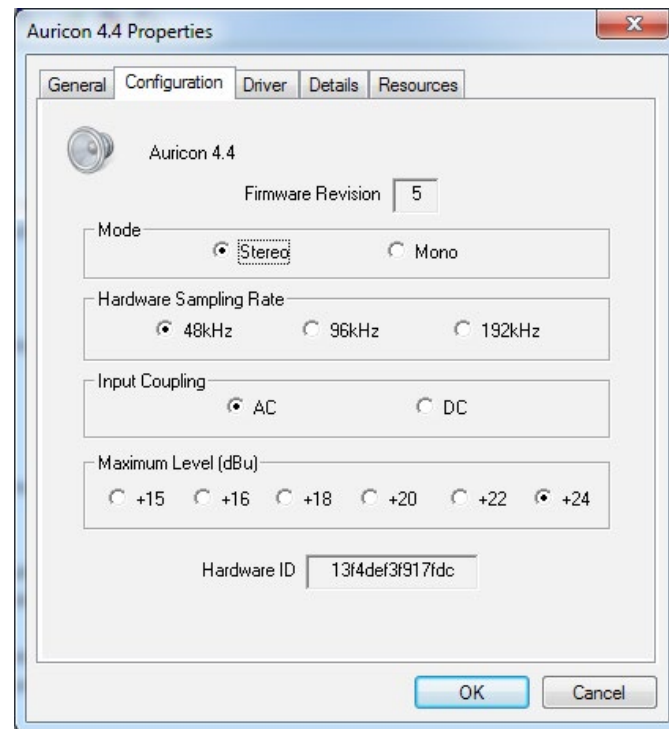 Auricon 4.4 Properties
General Configuration Driver Details Resources
Auricon 4.4
Firmware Revision 5
Mode
Stereo Mono
Hardware Sampling Rate
48kHz 96kHz 192kHz
Input Coupling
AC DC
Maximum Level (dBu)
+15 +16 +18 +20 +22 +24
Hardware ID 13f4def3f917fdc
OK Cancel